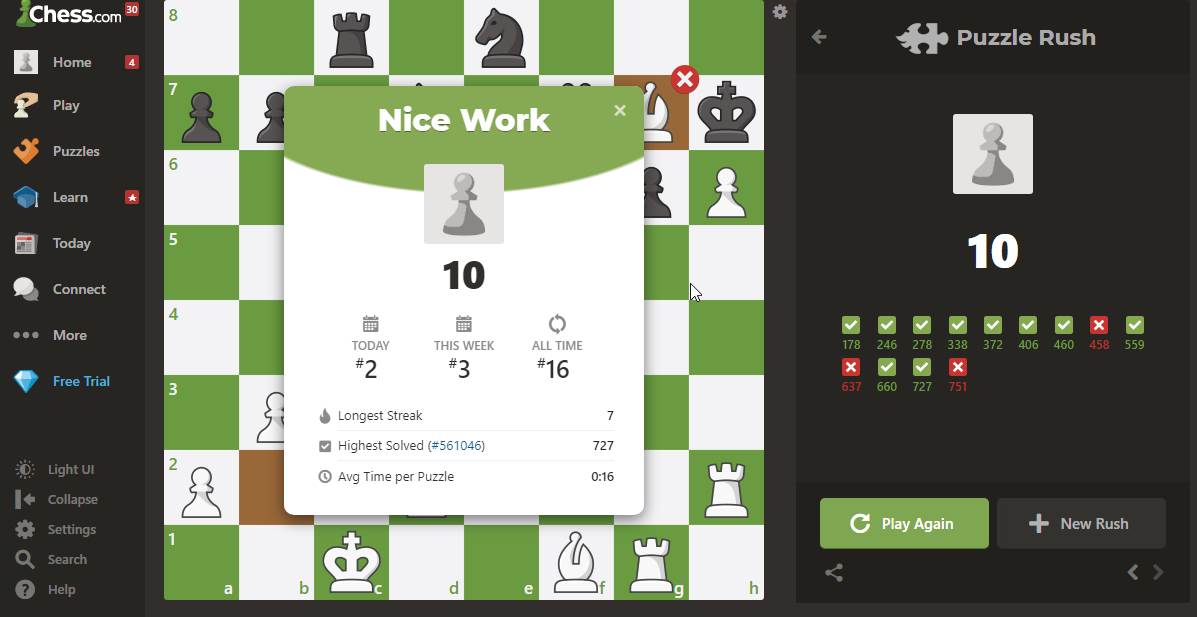 Chess.com 30
Home 4
Play
Puzzles
Learn
Today
Connect
More
Free Trial
Light UI
Collapse
Settings
Search
Help
8
7
6
5
4
3
2
1
a b c d e f g h
Nice Work
10
TODAY THIS WEEK ALL TIME
#2 #3 #16
Longest Streak 7
Highest Solved (#561046) 727
Avg Time per Puzzle 0:16
Puzzle Rush
10
178 246 278 338 372 406 460 458 559
637 660 727 751
Play Again New Rush